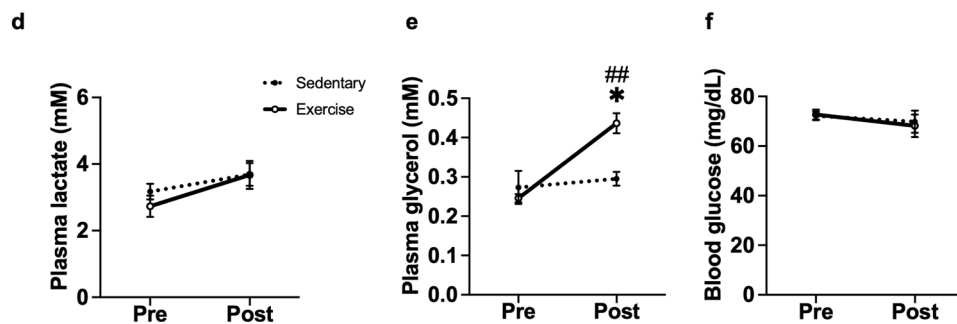 d
Plasma lactate (mM)
6
4
2
0
Pre
Post
Sedentary
Exercise
e
Plasma glycerol (mM)
0.5
0.4
0.3
0.2
0.1
0.0
##
*
Pre
Post
f
Blood glucose (mg/dL)
80
60
40
20
0
Pre
Post